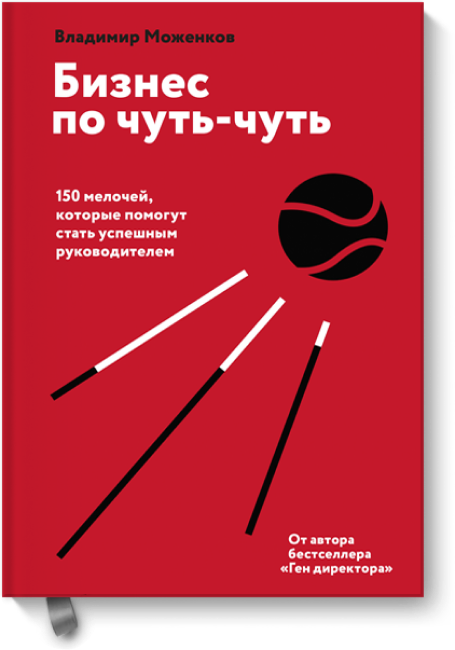 Владимир Моженков
Бизнес
по чуть-чуть
150 мелочей,
которые помогут
стать успешным
руководителем
От автора
бестселлера
«Ген директора»